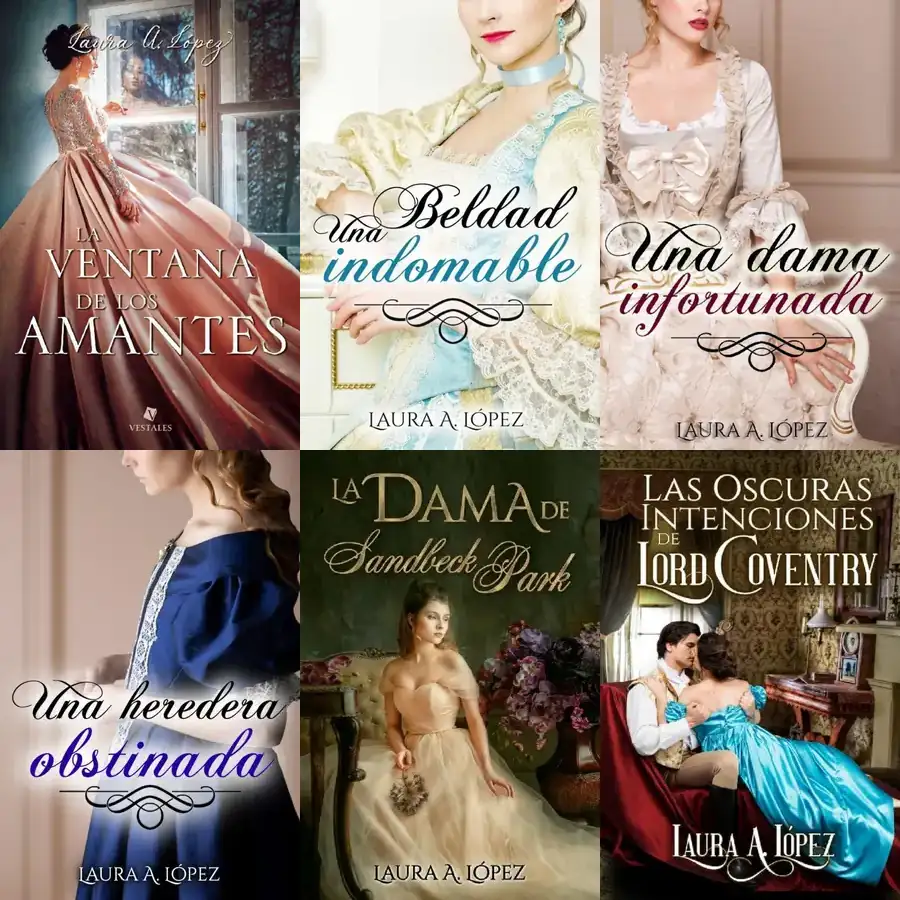 Laura A. López
LA
VENTANA
DE LOS
AMANTES
V
VESTALES
Una Beldad
indomable
LAURA A. LÓPEZ
Una dama
infortunada
LAURA A. LÓPEZ
Una heredera
obstinada
LAURA A. LÓPEZ
LA DAMA DE
Sandbeck Park
LAURA A. LÓPEZ
LAS OSCURAS
INTENCIONES
DE
LORD COVENTRY
LAURA A. LÓPEZ